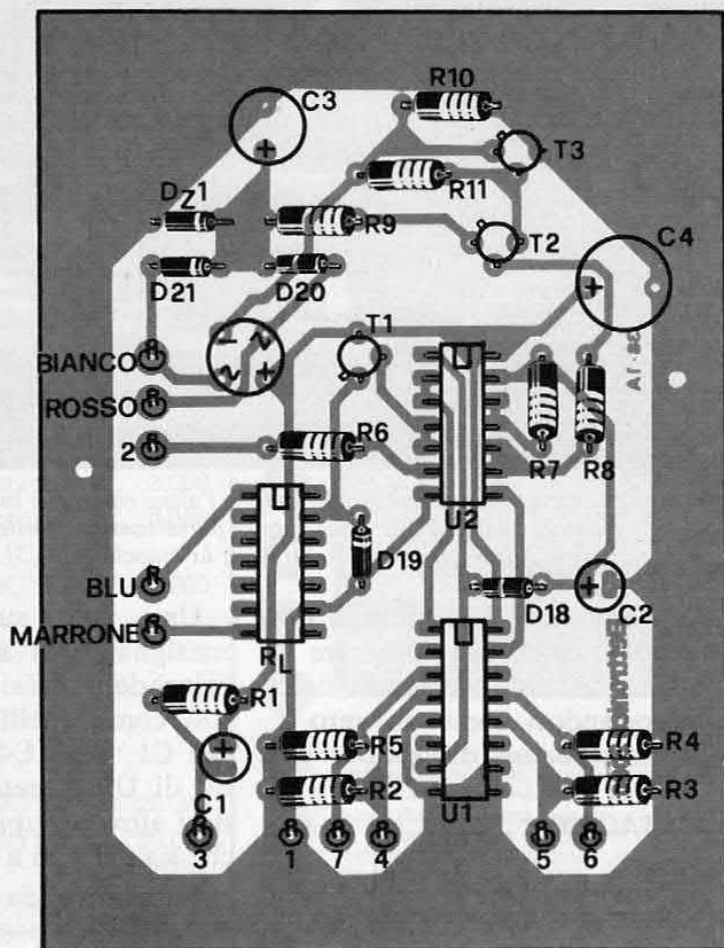 R10
C3
T3
R11
DZ1
R9
T2
C4
D21
D20
T1
BIANCO
ROSSO
2
R6
R7
R8
U2
D19
BLU
D18
C2
MARRONE
RL
R1
R5
R4
R2
R3
C1
U1
3
1
7
4
5
6